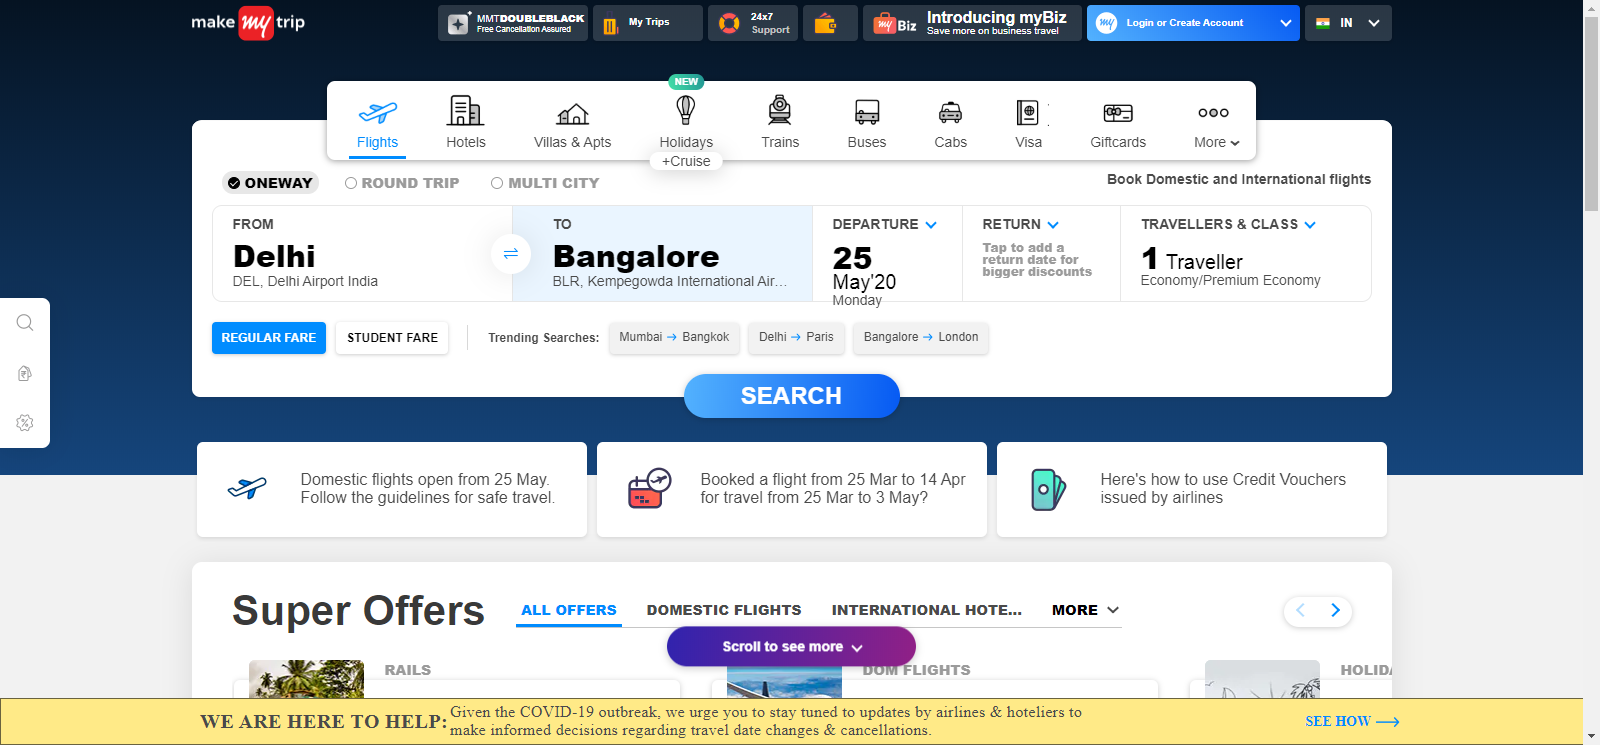 make my trip
MMTDOUBLEBLACK
Free Cancellation Assured
My Trips
24x7
Support
my Biz
Introducing myBiz
Save more on business travel
my
Login or Create Account
IN
NEW
Flights
Hotels
Villas & Apts
Holidays
+Cruise
Trains
Buses
Cabs
Visa
Giftcards
More
ONEWAY
ROUND TRIP
MULTI CITY
Book Domestic and International flights
FROM
Delhi
DEL, Delhi Airport India
TO
Bangalore
BLR, Kempegowda International Air...
DEPARTURE
25
May'20
Monday
RETURN
Tap to add a
return date for
bigger discounts
TRAVELLERS & CLASS
1 Traveller
Economy/Premium Economy
REGULAR FARE
STUDENT FARE
Trending Searches:
Mumbai → Bangkok
Delhi → Paris
Bangalore → London
SEARCH
Domestic flights open from 25 May.
Follow the guidelines for safe travel.
Booked a flight from 25 Mar to 14 Apr
for travel from 25 Mar to 3 May?
Here's how to use Credit Vouchers
issued by airlines
Super Offers
ALL OFFERS
DOMESTIC FLIGHTS
INTERNATIONAL HOTE...
MORE
Scroll to see more
RAILS
DOM FLIGHTS
HOLIDA
WE ARE HERE TO HELP:
Given the COVID-19 outbreak, we urge you to stay tuned to updates by airlines & hoteliers to
make informed decisions regarding travel date changes & cancellations.
SEE HOW